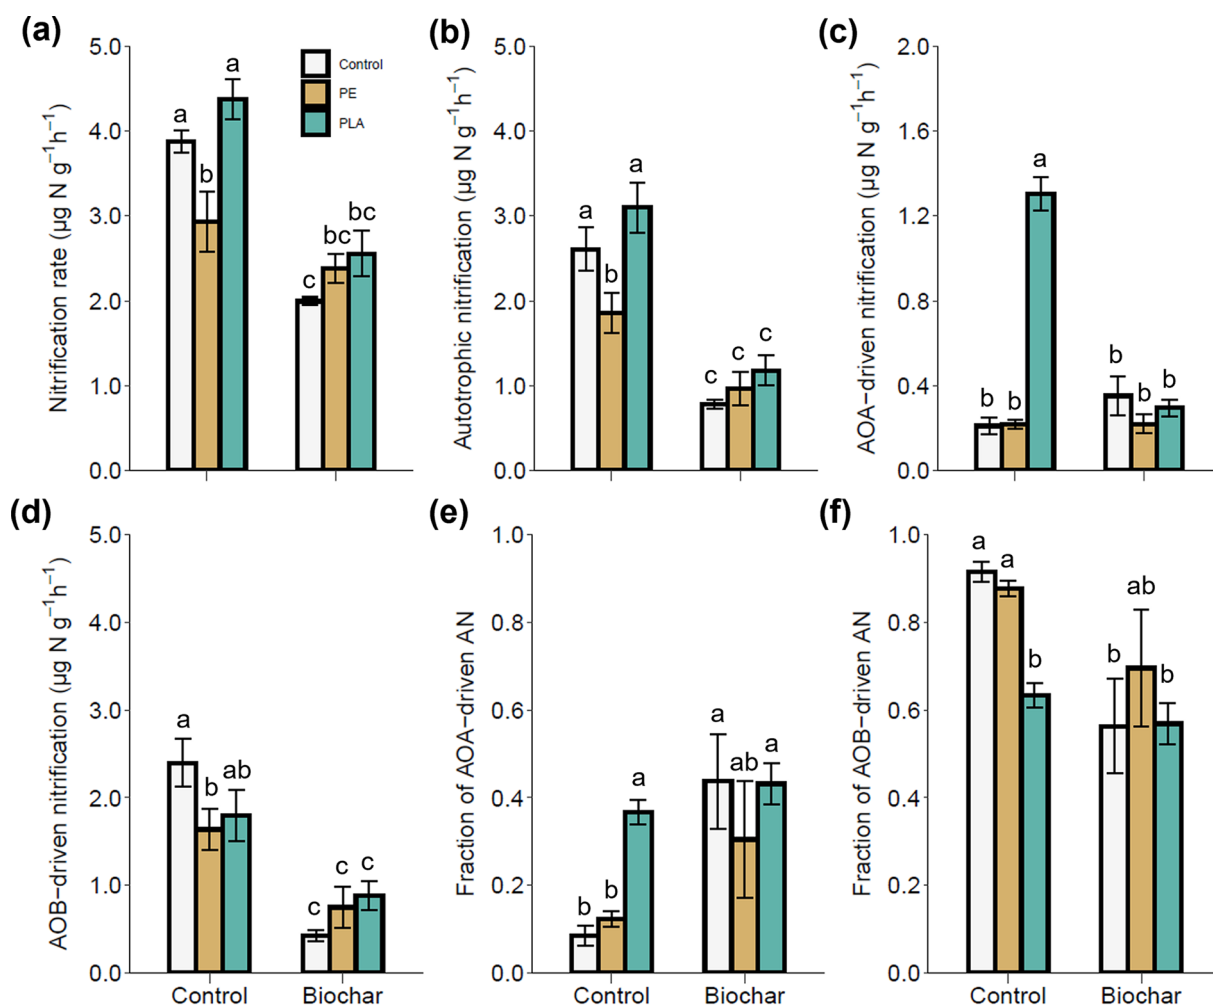 (a)
Nitrification rate (µg N g⁻¹h⁻¹)
5.0
4.0
3.0
2.0
1.0
0.0
Control
PE
PLA
a
b
a
c
bc
bc
(b)
Autotrophic nitrification (µg N g⁻¹h⁻¹)
5.0
4.0
3.0
2.0
1.0
0.0
a
b
a
c
c
c
(c)
AOA−driven nitrification (µg N g⁻¹h⁻¹)
2.0
1.6
1.2
0.8
0.4
0.0
b
b
a
b
b
b
(d)
AOB−driven nitrification (µg N g⁻¹h⁻¹)
5.0
4.0
3.0
2.0
1.0
0.0
a
b
ab
c
c
c
Control
Biochar
(e)
Fraction of AOA−driven AN
1.0
0.8
0.6
0.4
0.2
0.0
b
b
a
a
ab
a
Control
Biochar
(f)
Fraction of AOB−driven AN
1.0
0.8
0.6
0.4
0.2
0.0
a
a
b
b
ab
b
Control
Biochar